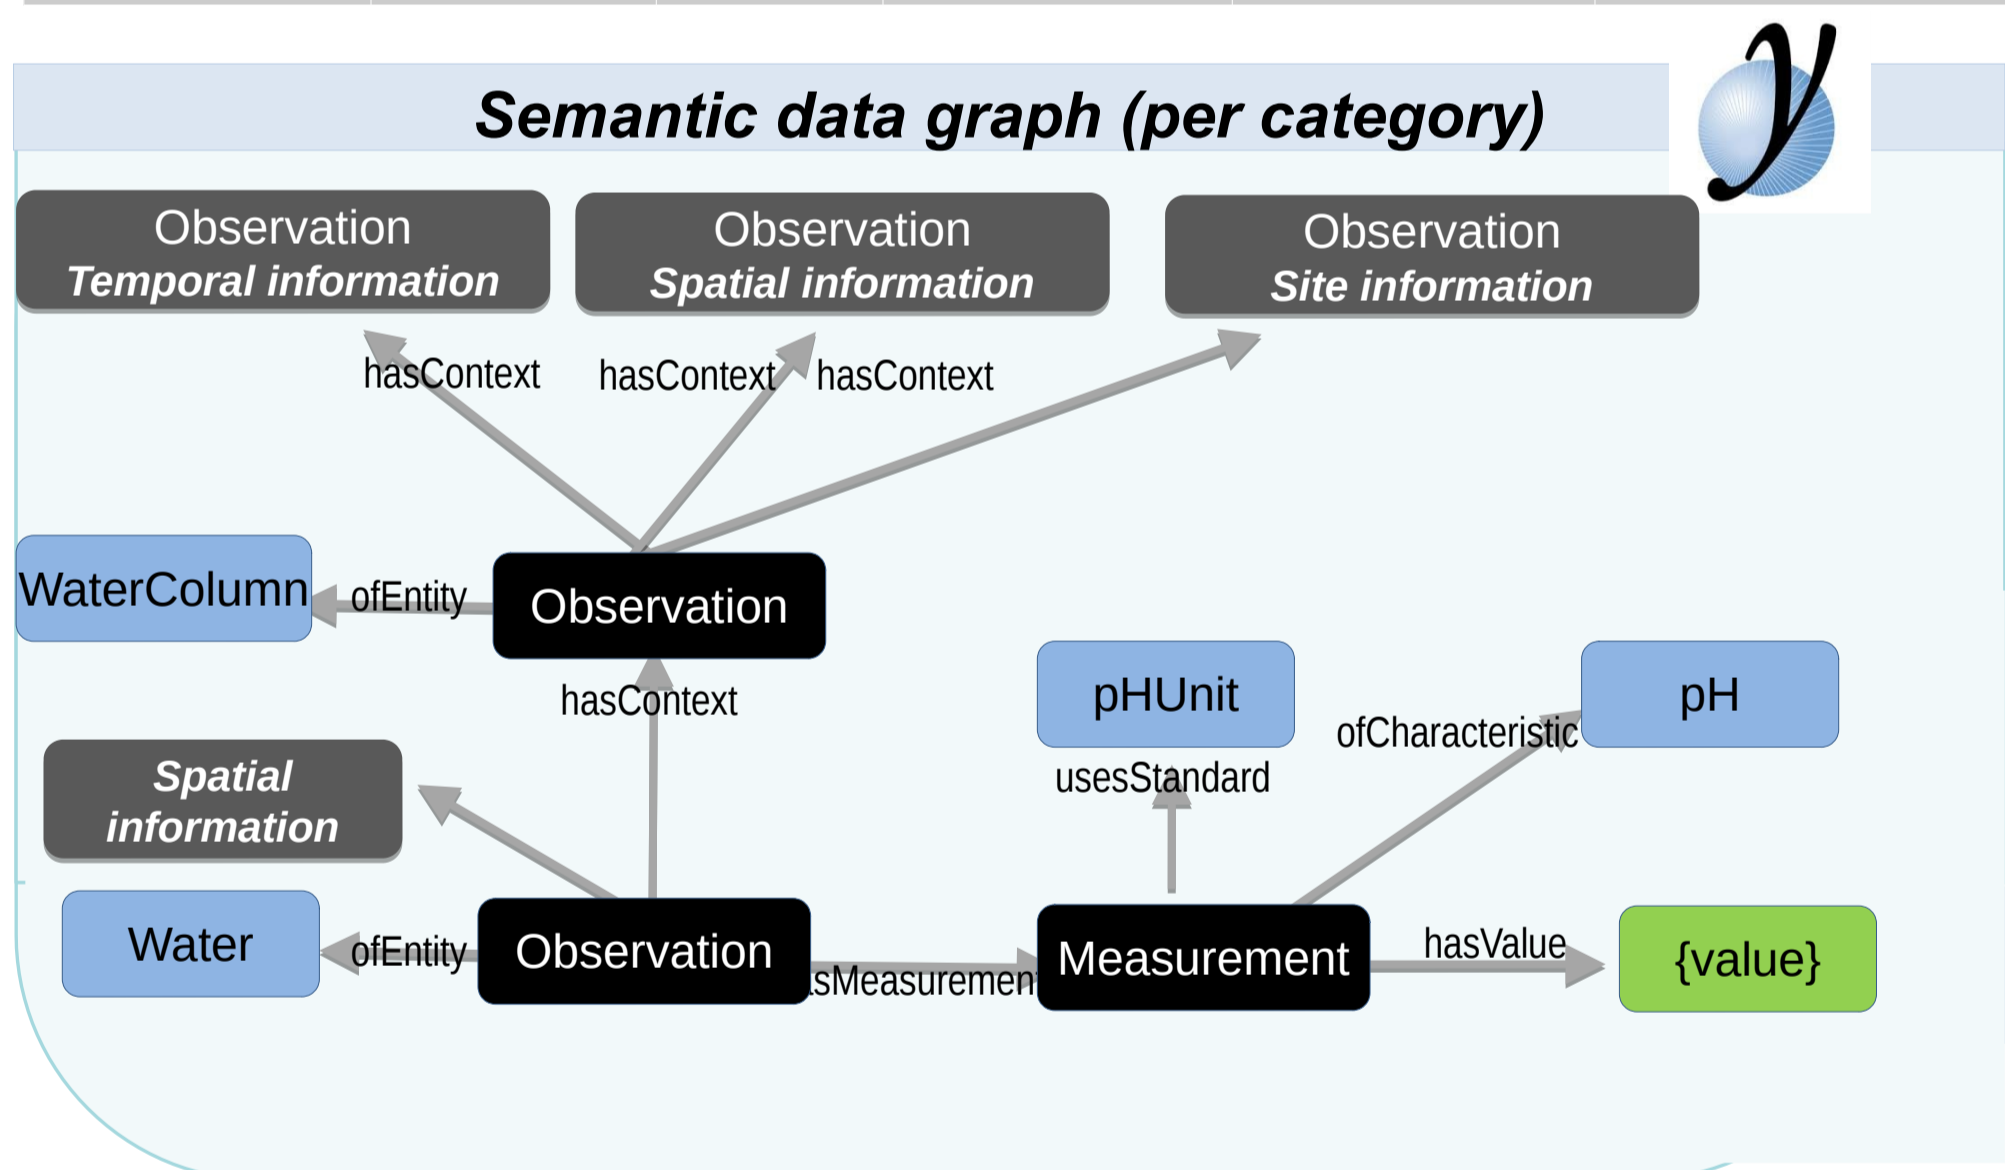 Semantic data graph (per category)
Observation
Temporal information
Observation
Spatial information
Observation
Site information
hasContext
hasContext
hasContext
WaterColumn
ofEntity
Observation
hasContext
pHUnit
pH
ofCharacteristic
usesStandard
Spatial
information
Water
ofEntity
Observation
sMeasuremen
Measurement
hasValue
{value}